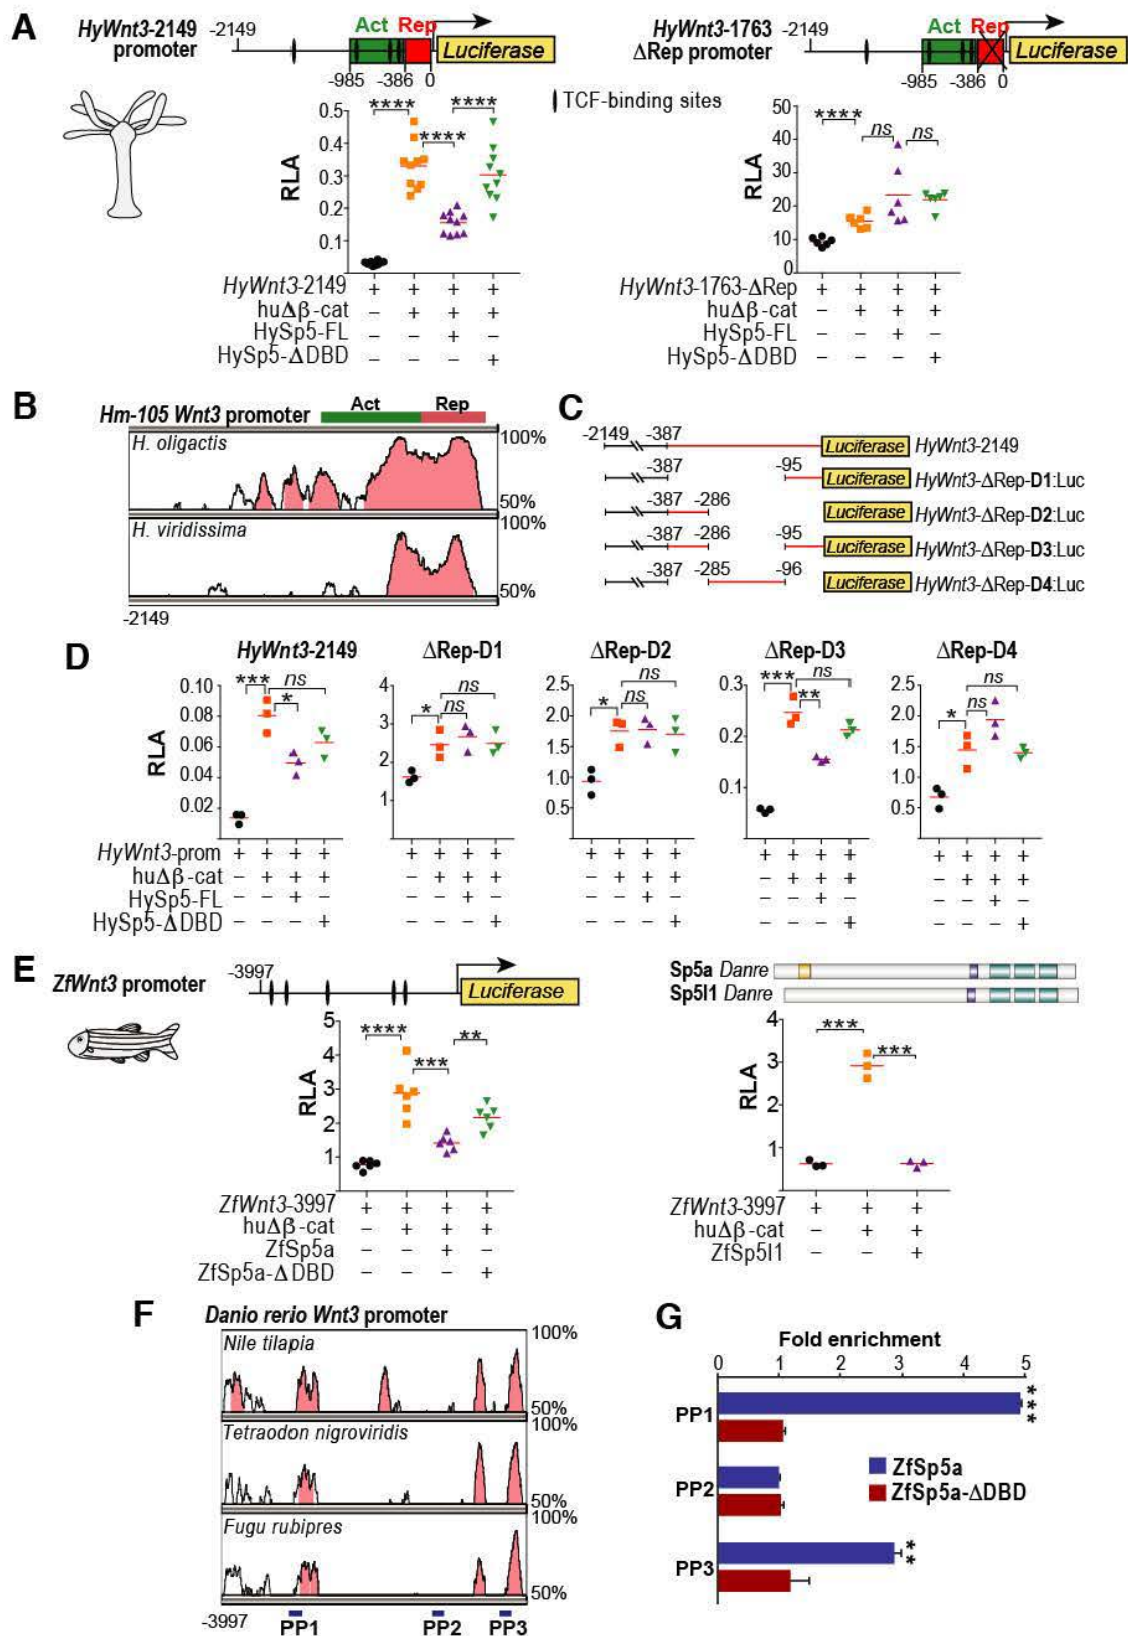 A
HyWnt3-2149
promoter
-2149
Act
Rep
Luciferase
-985
-386
0
HyWnt3-1763
ΔRep promoter
-2149
Act
Rep
Luciferase
-985
-386
0
TCF-binding sites
RLA
0.5
0.4
0.3
0.2
0.1
****
****
****
HyWnt3-2149 + + + +
huΔβ-cat – + + +
HySp5-FL – – + –
HySp5-ΔDBD – – – +
RLA
50
40
30
20
10
0
****
ns
ns
HyWnt3-1763-ΔRep + + + +
huΔβ-cat – + + +
HySp5-FL – – + –
HySp5-ΔDBD – – – +
B
Hm-105 Wnt3 promoter
Act
Rep
H. oligactis
100%
50%
H. viridissima
100%
50%
-2149
C
-2149 -387
Luciferase HyWnt3-2149
-387 -95
Luciferase HyWnt3-ΔRep-D1:Luc
-387 -286
Luciferase HyWnt3-ΔRep-D2:Luc
-387 -286 -95
Luciferase HyWnt3-ΔRep-D3:Luc
-387 -285 -96
Luciferase HyWnt3-ΔRep-D4:Luc
D
HyWnt3-2149
RLA
0.10
0.08
0.06
0.04
0.02
***
ns
*
ΔRep-D1
4
3
2
1
*
ns
ns
ΔRep-D2
2.5
2.0
1.5
1.0
0.5
*
ns
ns
ΔRep-D3
0.3
0.2
0.1
***
ns
**
ΔRep-D4
2.5
2.0
1.5
1.0
0.5
*
ns
ns
HyWnt3-prom + + + + + + + + + + + + + + + + + + + +
huΔβ-cat – + + + – + + + – + + + – + + + – + + +
HySp5-FL – – + – – – + – – – + – – – + – – – + –
HySp5-ΔDBD – – – + – – – + – – – + – – – + – – – +
E
ZfWnt3 promoter
-3997
Luciferase
RLA
5
4
3
2
1
****
***
**
ZfWnt3-3997 + + + +
huΔβ-cat – + + +
ZfSp5a – – + –
ZfSp5a-ΔDBD – – – +
Sp5a Danre
Sp5l1 Danre
RLA
4
3
2
1
***
***
ZfWnt3-3997 + + +
huΔβ-cat – + +
ZfSp5l1 – – +
F
Danio rerio Wnt3 promoter
Nile tilapia
100%
50%
Tetraodon nigroviridis
100%
50%
Fugu rubipres
100%
50%
-3997
PP1
PP2
PP3
G
Fold enrichment
0 1 2 3 4 5
PP1
***
PP2
PP3
**
ZfSp5a
ZfSp5a-ΔDBD